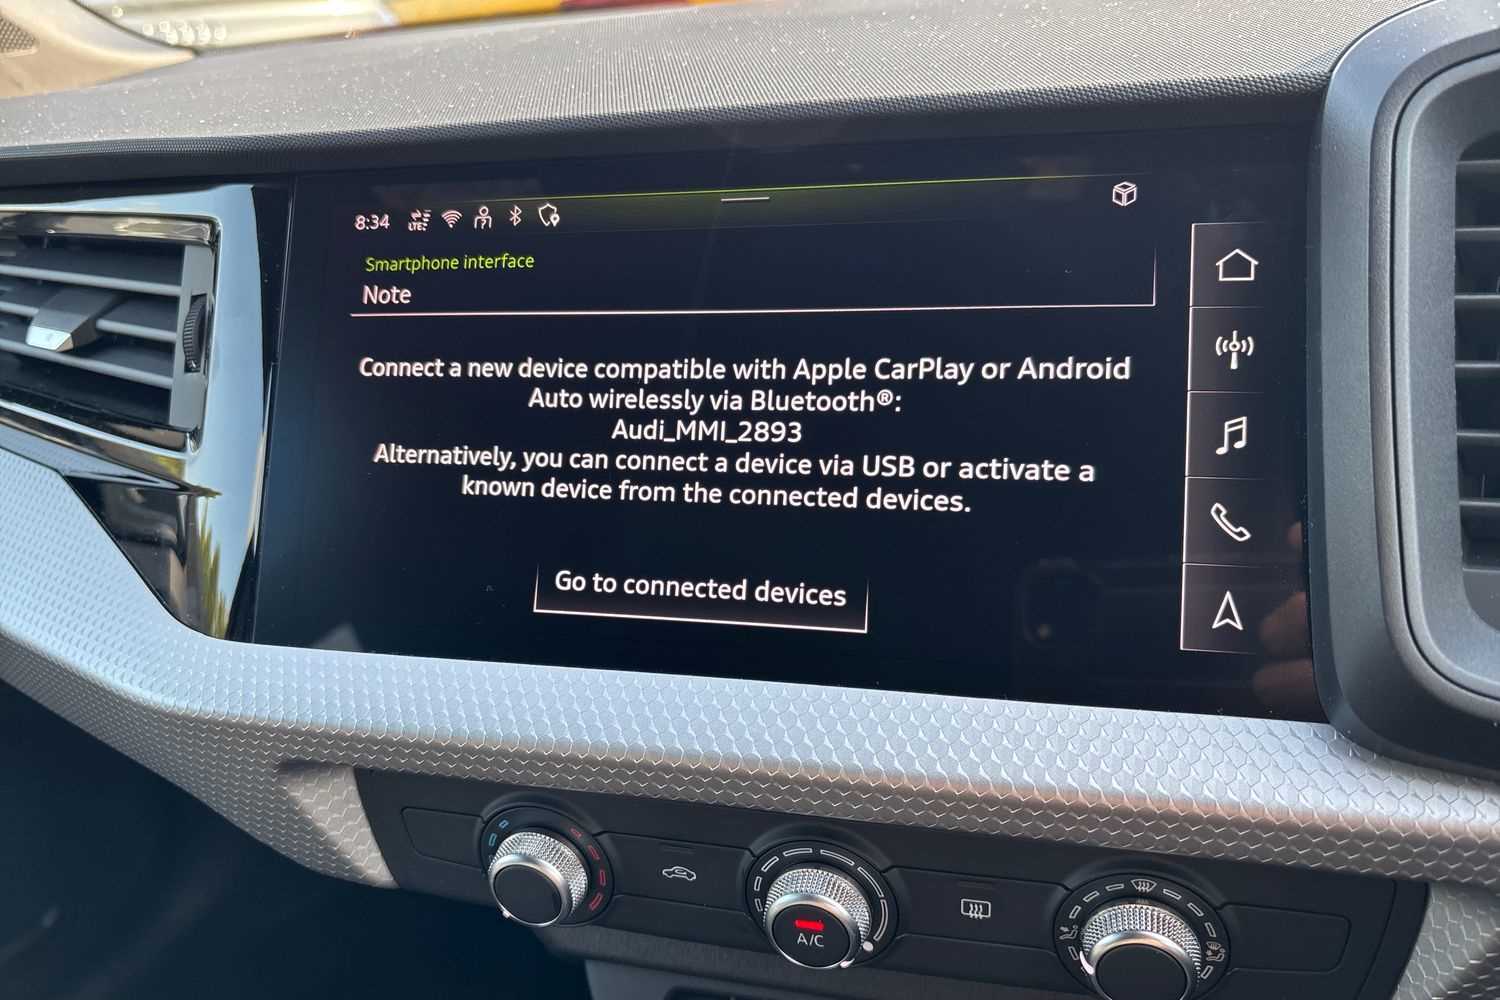 8:34 LTE
Smartphone interface
Note
Connect a new device compatible with Apple CarPlay or Android
Auto wirelessly via Bluetooth®:
Audi_MMI_2893
Alternatively, you can connect a device via USB or activate a
known device from the connected devices.
Go to connected devices
A/C